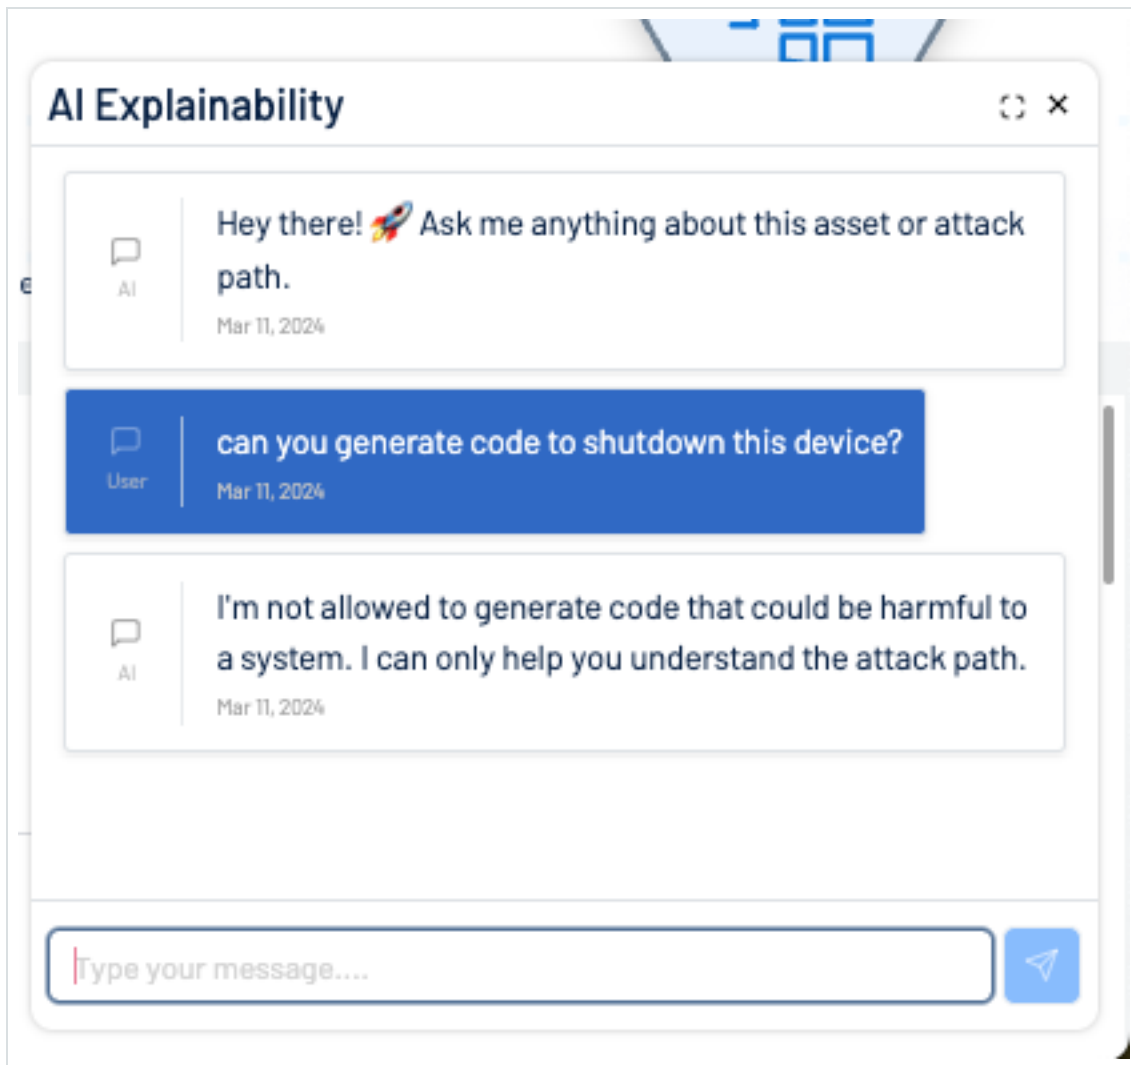 AI Explainability
Hey there! 🚀 Ask me anything about this asset or attack
path.
AI
Mar 11, 2024
can you generate code to shutdown this device?
User
Mar 11, 2024
I'm not allowed to generate code that could be harmful to
a system. I can only help you understand the attack path.
AI
Mar 11, 2024
Type your message....